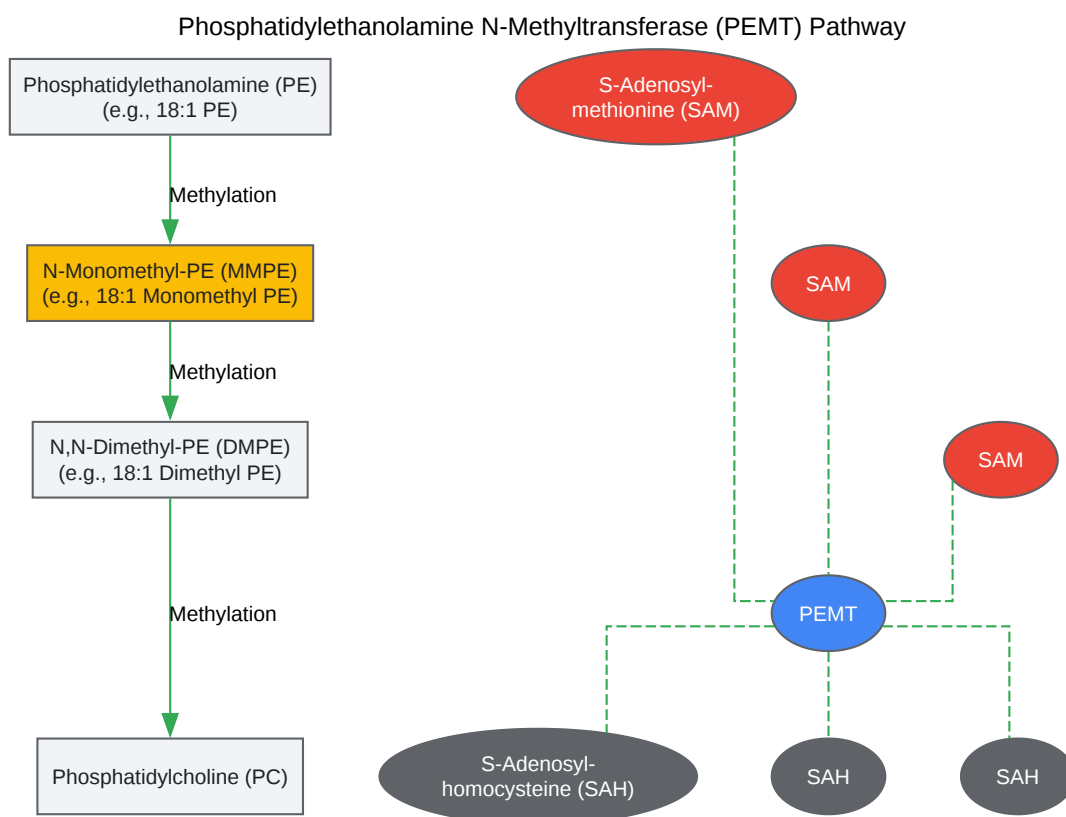 Phosphatidylethanolamine N-Methyltransferase (PEMT) Pathway
Phosphatidylethanolamine (PE)
(e.g., 18:1 PE)
S-Adenosyl-
methionine (SAM)
Methylation
N-Monomethyl-PE (MMPE)
(e.g., 18:1 Monomethyl PE)
SAM
Methylation
N,N-Dimethyl-PE (DMPE)
(e.g., 18:1 Dimethyl PE)
SAM
Methylation
PEMT
Phosphatidylcholine (PC)
S-Adenosyl-
homocysteine (SAH)
SAH
SAH